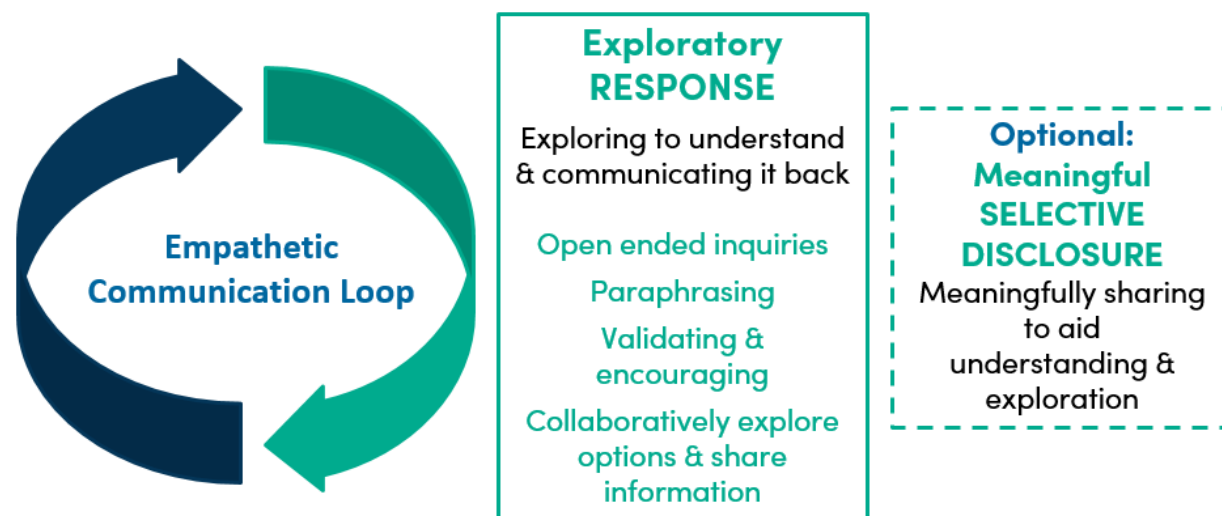 Empathetic
Communication Loop
Exploratory
RESPONSE
Exploring to understand
& communicating it back
Open ended inquiries
Paraphrasing
Validating &
encouraging
Collaboratively explore
options & share
information
Optional:
Meaningful
SELECTIVE
DISCLOSURE
Meaningfully sharing
to aid
understanding &
exploration